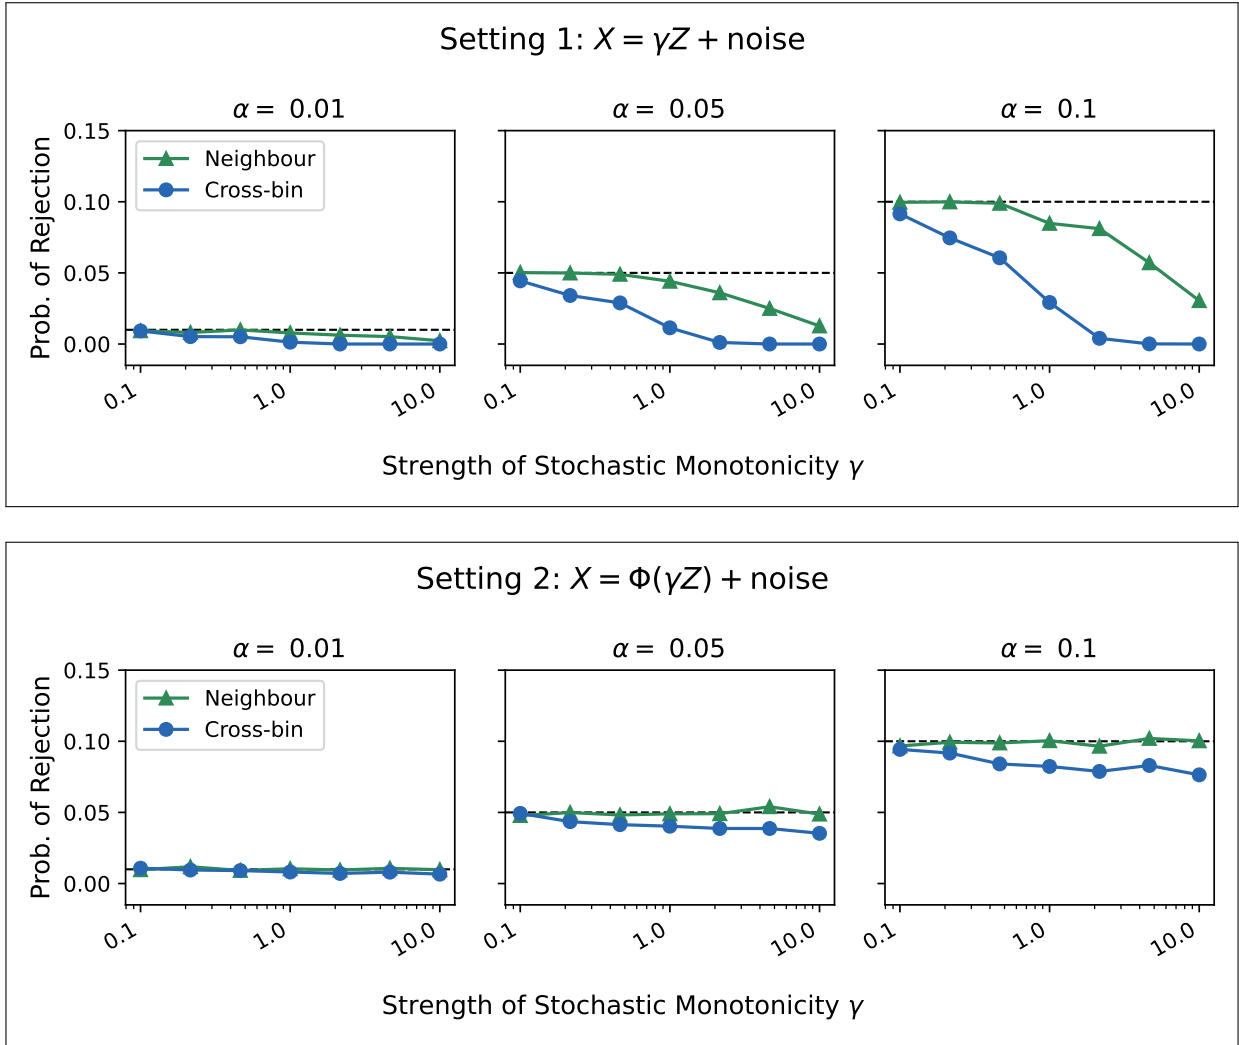 Setting 1: X = γZ + noise
α = 0.01
α = 0.05
α = 0.1
Prob. of Rejection
0.15
0.10
0.05
0.00
Neighbour
Cross-bin
0.1
1.0
10.0
0.1
1.0
10.0
0.1
1.0
10.0
Strength of Stochastic Monotonicity γ
Setting 2: X = Φ(γZ) + noise
α = 0.01
α = 0.05
α = 0.1
Prob. of Rejection
0.15
0.10
0.05
0.00
Neighbour
Cross-bin
0.1
1.0
10.0
0.1
1.0
10.0
0.1
1.0
10.0
Strength of Stochastic Monotonicity γ